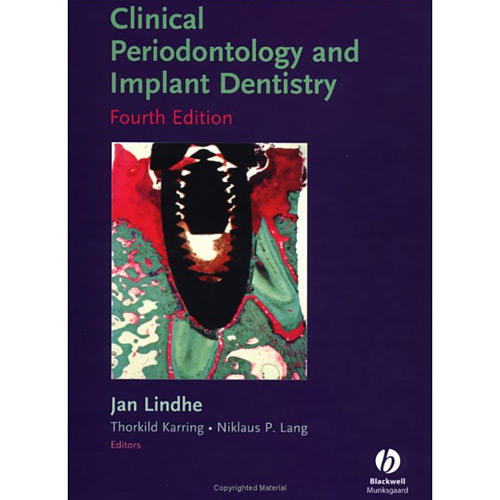 Clinical
Periodontology and
Implant Dentistry
Fourth Edition
Jan Lindhe
Thorkild Karring • Niklaus P. Lang
Editors
Copyrighted Material
Blackwell
Munksgaard